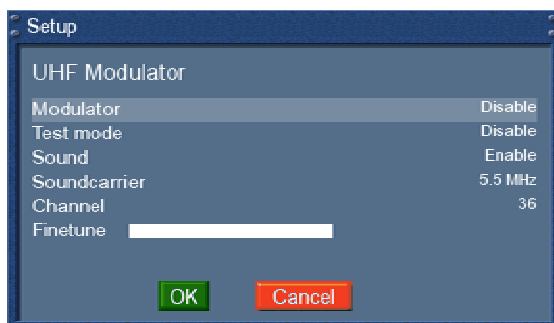 Setup
UHF Modulator
Modulator Disable
Test mode Disable
Sound Enable
Soundcarrier 5.5 MHz
Channel 36
Finetune
OK Cancel